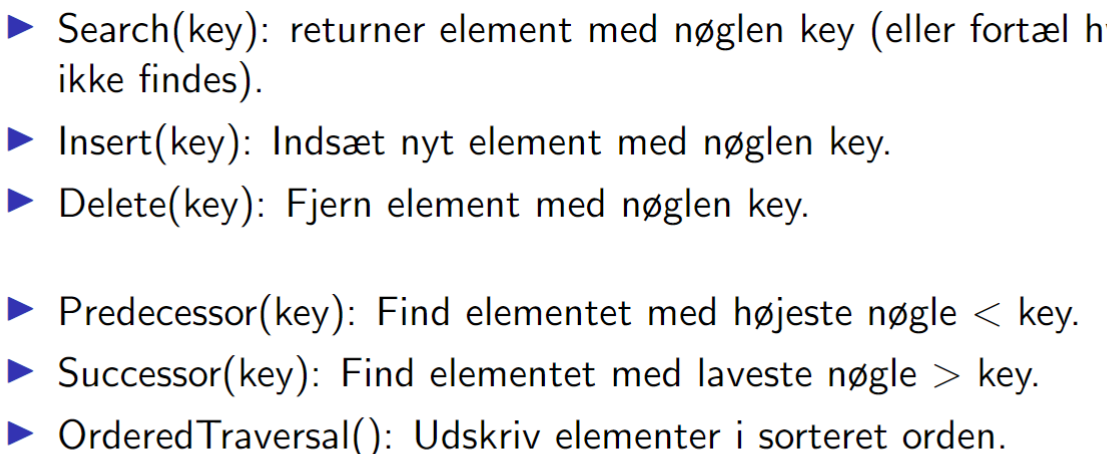 Search(key): returner element med nøglen key (eller fortæl
ikke findes).
Insert(key): Indsæt nyt element med nøglen key.
Delete(key): Fjern element med nøglen key.
Predecessor(key): Find elementet med højeste nøgle < key.
Successor(key): Find elementet med laveste nøgle > key.
OrderedTraversal(): Udskriv elementer i sorteret orden.